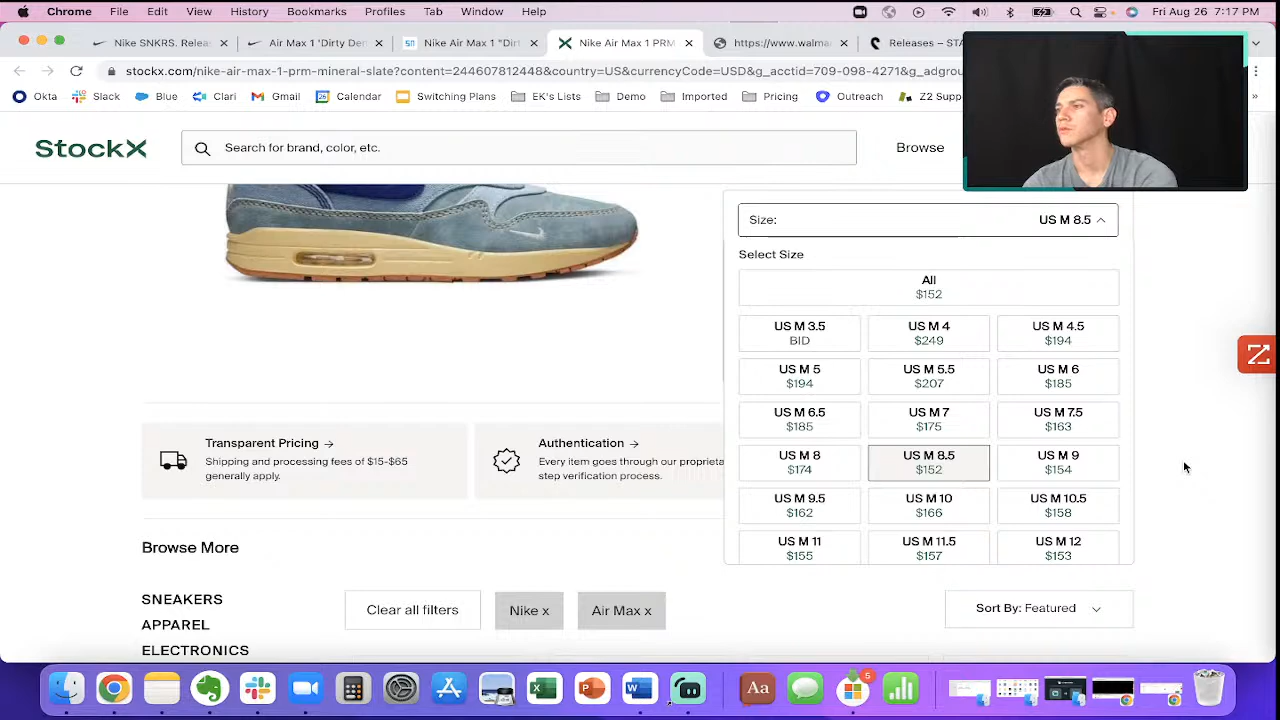 Chrome File Edit View History Bookmarks Profiles Tab Window Help Fri Aug 26 7:17 PM
Nike SNKRS. Relea Air Max 1 "Dirty De Nike Air Max 1 "Dirt Nike Air Max 1 PRM https://www.walma Releases – STA
stockx.com/nike-air-max-1-prm-mineral-slate?content=244607812448&country=US&currencyCode=USD&g_acctid=709-098-4271&g_adgrou
Okta Slack Blue Clari Gmail Calendar Switching Plans EK's Lists Demo Imported Pricing Outreach Z2 Supp
StockX
Search for brand, color, etc.
Browse
Size: US M 8.5
Select Size
All
$152
US M 3.5 US M 4 US M 4.5
BID $249 $194
US M 5 US M 5.5 US M 6
$194 $207 $185
US M 6.5 US M 7 US M 7.5
$185 $175 $163
US M 8 US M 8.5 US M 9
$174 $152 $154
US M 9.5 US M 10 US M 10.5
$162 $166 $158
US M 11 US M 11.5 US M 12
$155 $157 $153
Transparent Pricing →
Shipping and processing fees of $15-$65
generally apply.
Authentication →
Every item goes through our proprieta
step verification process.
Browse More
SNEAKERS
APPAREL
ELECTRONICS
Clear all filters Nike x Air Max x
Sort By: Featured
5
Aa